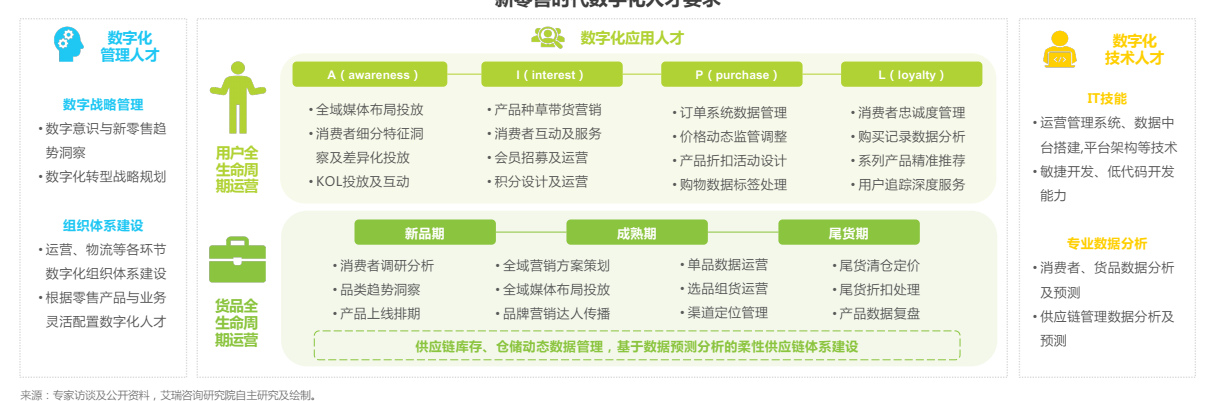 新零售时代数字化人才要求
数字化
管理人才
数字战略管理
•数字意识与新零售趋
势洞察
•数字化转型战略规划
组织体系建设
•运营、物流等各环节
数字化组织体系建设
•根据零售产品与业务
灵活配置数字化人才
数字化应用人才
用户全
生命周
期运营
A（awareness）
•全域媒体布局投放
•消费者细分特征洞
察及差异化投放
•KOL投放及互动
I（interest）
•产品种草带货营销
•消费者互动及服务
•会员招募及运营
•积分设计及运营
P（purchase）
•订单系统数据管理
•价格动态监管调整
•产品折扣活动设计
•购物数据标签处理
L（loyalty）
•消费者忠诚度管理
•购买记录数据分析
•系列产品精准推荐
•用户追踪深度服务
货品全
生命周
期运营
新品期
•消费者调研分析
•品类趋势洞察
•产品上线排期
成熟期
•全域营销方案策划
•全域媒体布局投放
•品牌营销达人传播
•单品数据运营
•选品组货运营
•渠道定位管理
尾货期
•尾货清仓定价
•尾货折扣处理
•产品数据复盘
供应链库存、仓储动态数据管理，基于数据预测分析的柔性供应链体系建设
数字化
技术人才
IT技能
•运营管理系统、数据中
台搭建,平台架构等技术
•敏捷开发、低代码开发
能力
专业数据分析
•消费者、货品数据分析
及预测
•供应链管理数据分析及
预测
来源：专家访谈及公开资料，艾瑞咨询研究院自主研究及绘制。